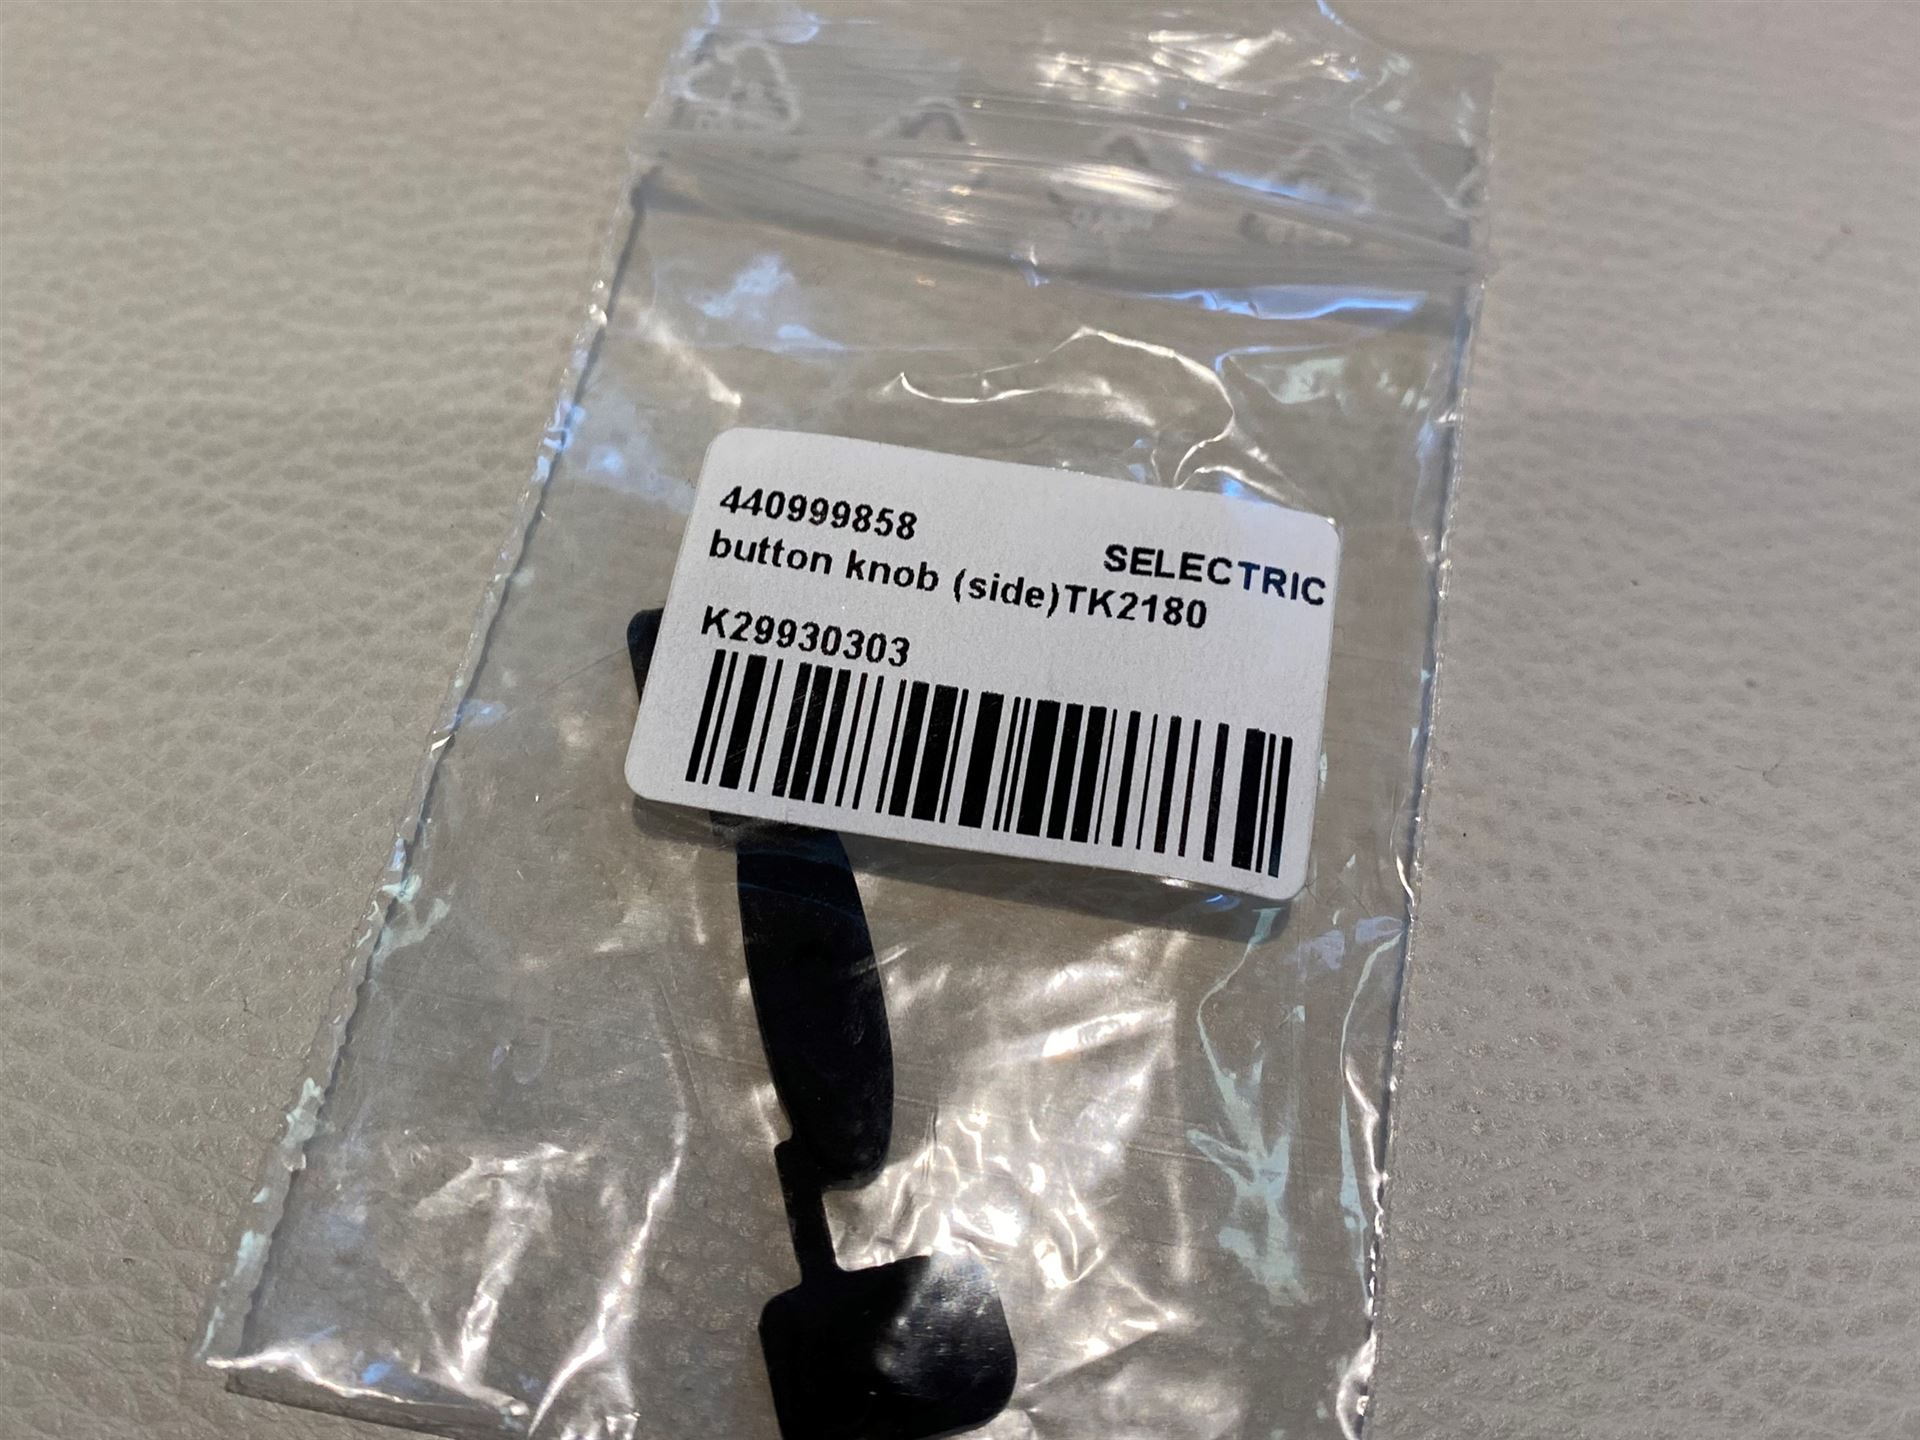 440999858
SELECTRIC
button knob (side)TK2180
K29930303